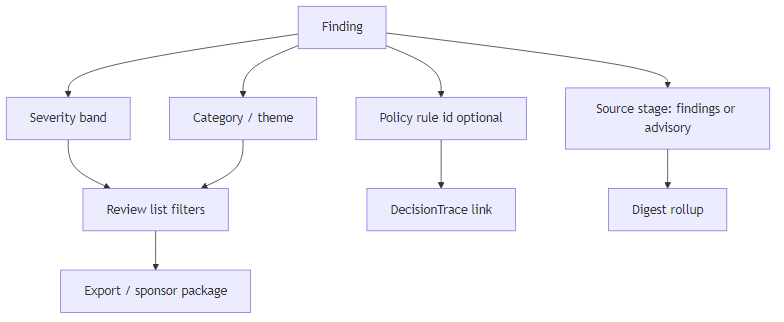 Finding
Severity band
Category / theme
Policy rule id optional
Source stage: findings or
advisory
Review list filters
DecisionTrace link
Digest rollup
Export / sponsor package